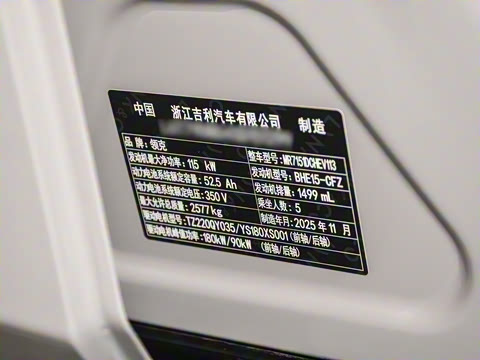 中国 浙江吉利汽车有限公司 制造
品牌:领克 整车型号:MR7151DCHEV113
发动机最大净功率:115 kW 发动机型号:BHE15-CFZ
动力电池系统额定容量:52.5 Ah 发动机排量:1499 mL
动力电池系统额定电压:350 V 乘坐人数:5
最大允许总质量:2577 kg 制造年月:2025 年 11 月
驱动电机型号:TZ220QY035/YS180XS001(前轴/后轴)
驱动电机峰值功率:180kW/90kW (前轴/后轴)